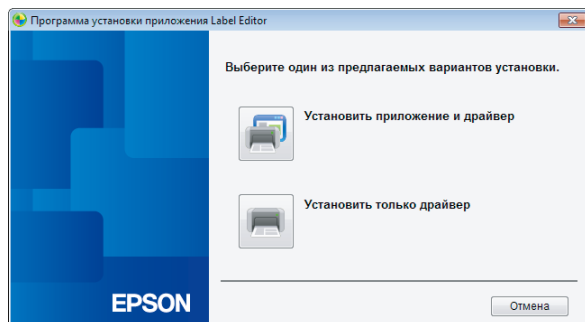 Программа установки приложения Label Editor
Выберите один из предлагаемых вариантов установки.
Установить приложение и драйвер
Установить только драйвер
EPSON
Отмена